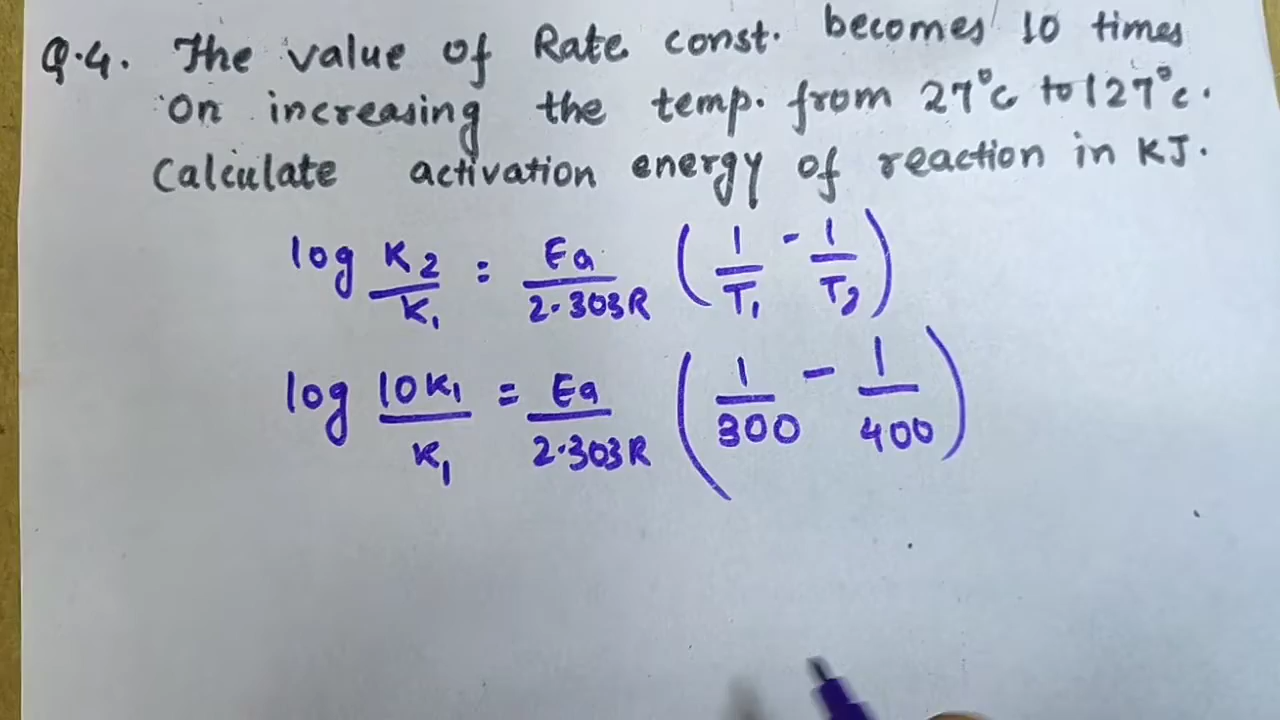 Q.4. The value of Rate const. becomes 10 times
on increasing the temp. from 27°c to 127°c.
Calculate activation energy of reaction in KJ.
log K2/K1 = Ea/2.303R (1/T1 - 1/T2)
log 10K1/K1 = Ea/2.303R (1/300 - 1/400)